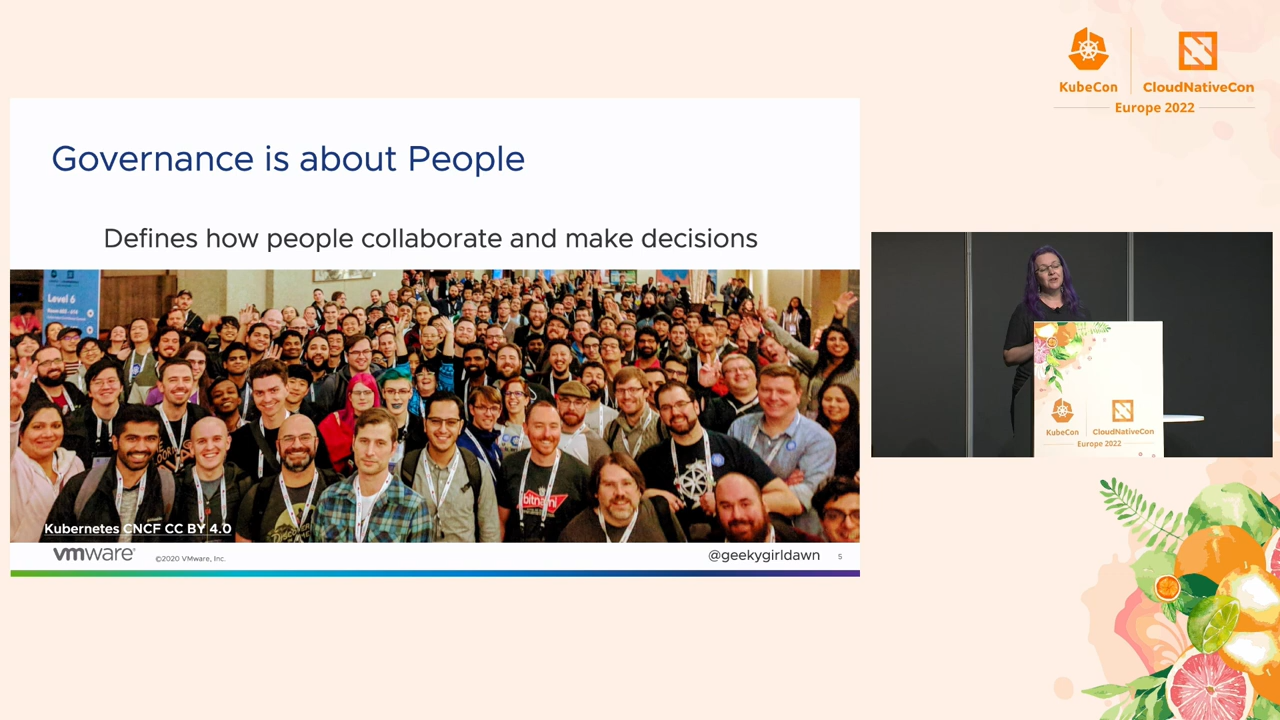 KubeCon
CloudNativeCon
Europe 2022
Governance is about People
Defines how people collaborate and make decisions
Level 6
bitnami
Kubernetes CNCF CC BY 4.0
vmware®
©2020 VMware, Inc.
@geekygirldawn
5
KubeCon
CloudNativeCon
Europe 2022